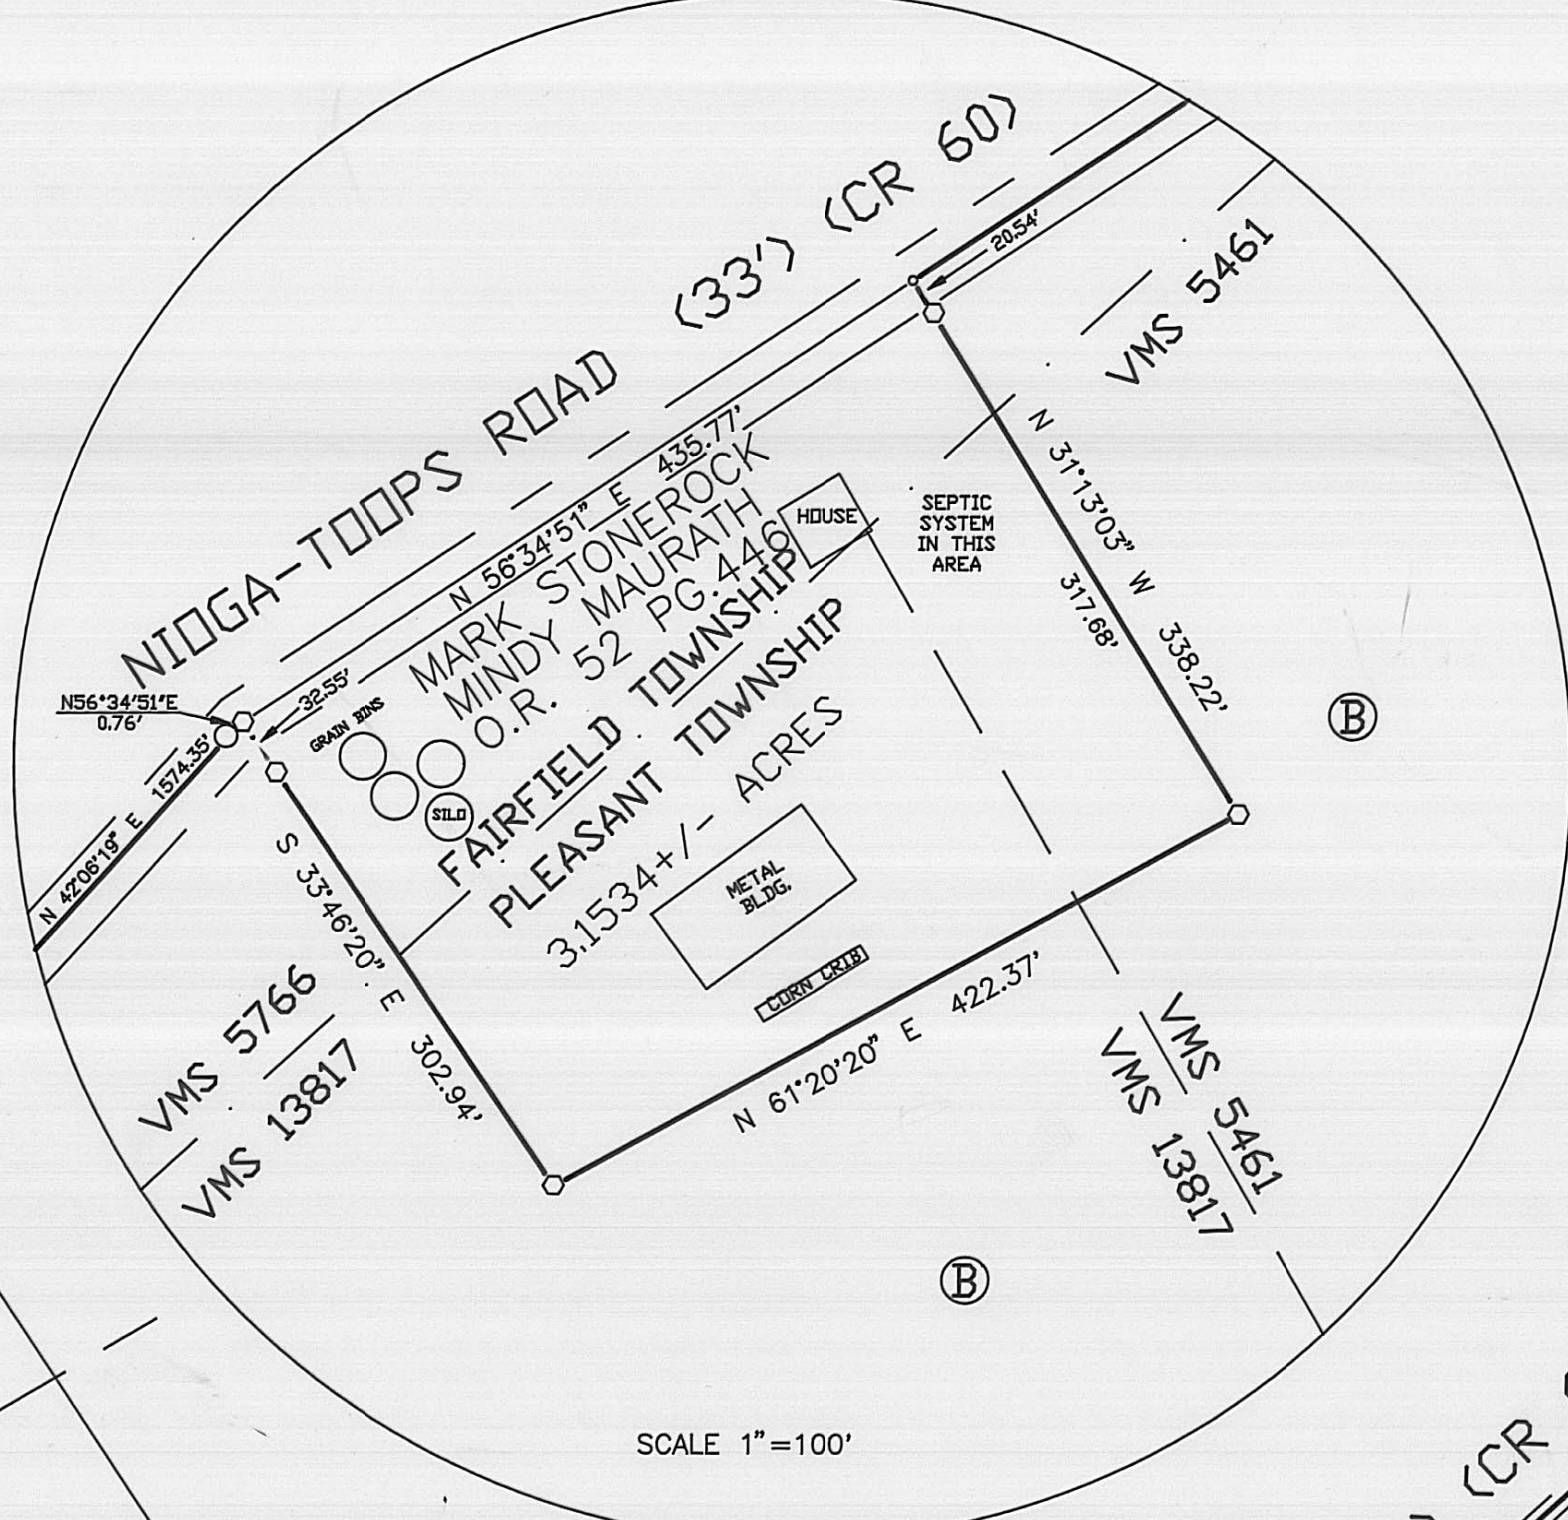 NIOGA-TOOPS ROAD (33') (CR 60)
20.54'
VMS 5461
N 56°34'51" E 435.77'
MARK STONEROCK
MINDY MAURATH
O.R. 52 PG.446
HOUSE
SEPTIC
SYSTEM
IN THIS
AREA
N 31°13'03" W 338.22'
317.68'
N56°34'51"E
0.76'
32.55'
GRAIN BINS
SILO
N 42°06'19" E 1574.35'
FAIRFIELD TOWNSHIP
PLEASANT TOWNSHIP
3.1534+/- ACRES
METAL
BLDG.
CORN CRIB
S 33°46'20" E 302.94'
N 61°20'20" E 422.37'
B
VMS 5766
VMS 13817
VMS 5461
VMS 13817
B
SCALE 1"=100'
(CR